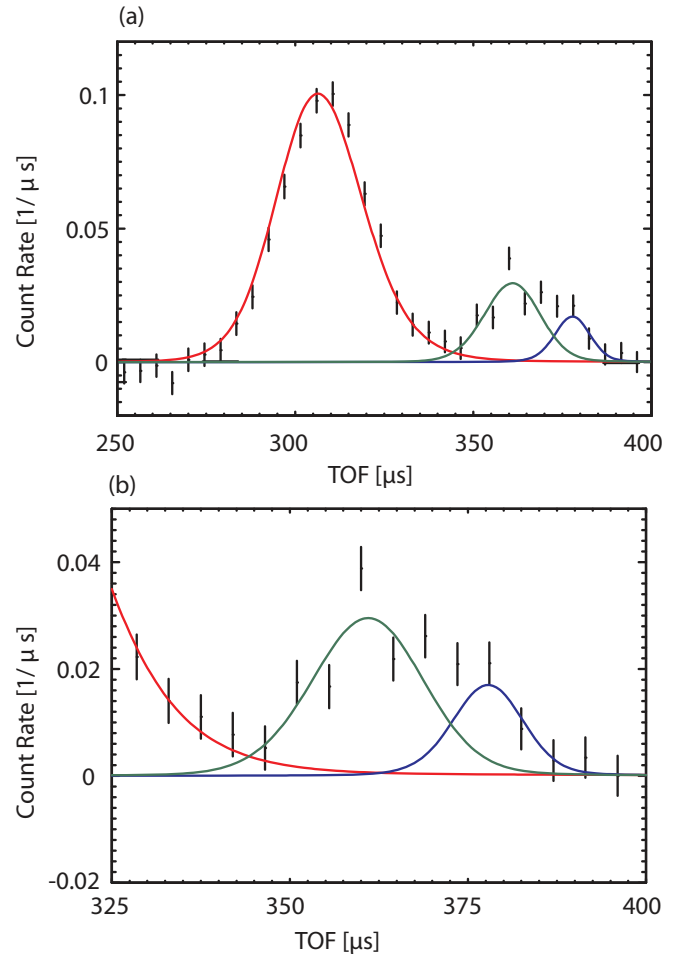 (a)
Count Rate [1/ μ s]
0.1
0.05
0
250
300
350
400
TOF [μs]
(b)
Count Rate [1/ μ s]
0.04
0.02
0
-0.02
325
350
375
400
TOF [μs]